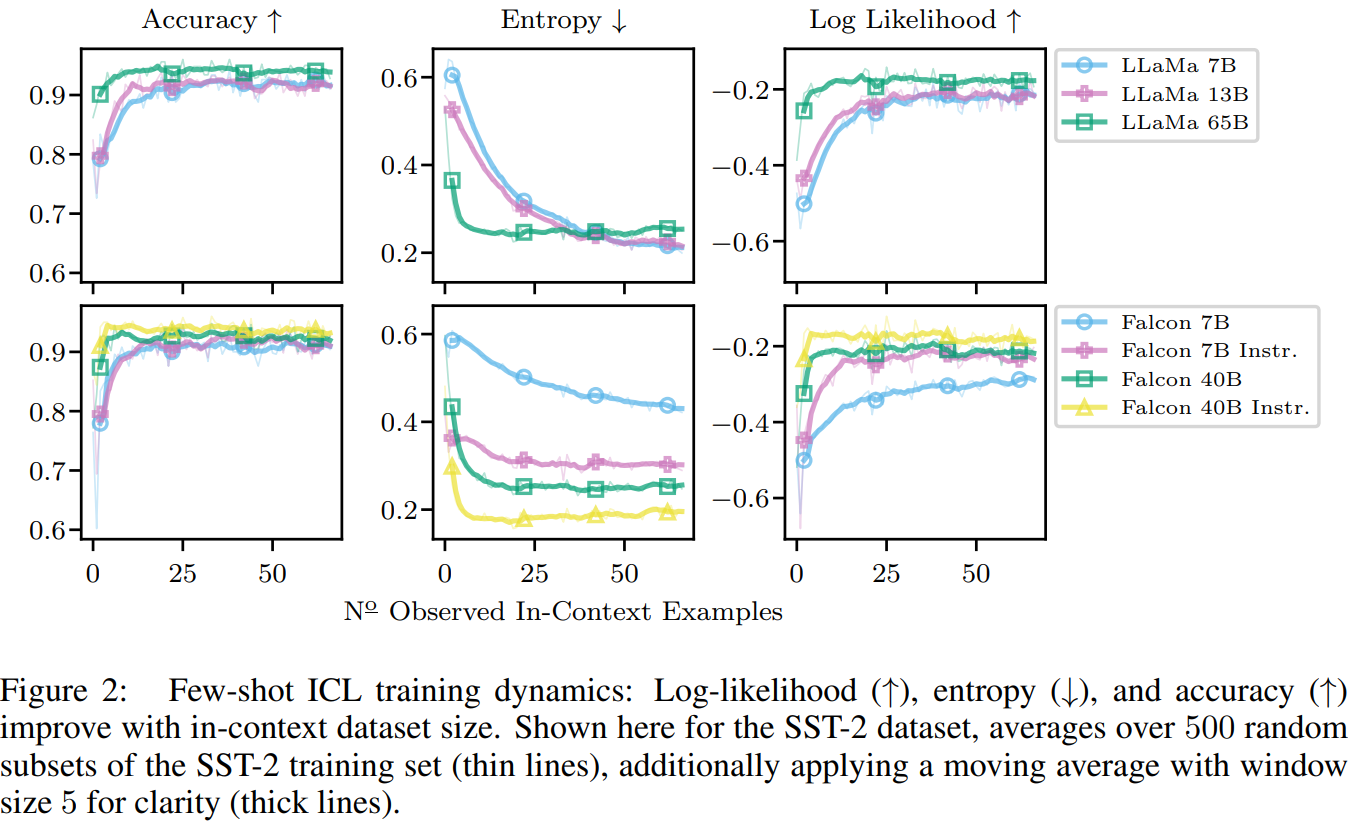 Accuracy ↑ Entropy ↓ Log Likelihood ↑
0.9
0.8
0.7
0.6
0.6
0.4
0.2
−0.2
−0.4
−0.6
LLaMa 7B
LLaMa 13B
LLaMa 65B
0.9
0.8
0.7
0.6
0 25 50
0.6
0.4
0.2
0 25 50
−0.2
−0.4
−0.6
0 25 50
Falcon 7B
Falcon 7B Instr.
Falcon 40B
Falcon 40B Instr.
Nº Observed In-Context Examples
Figure 2: Few-shot ICL training dynamics: Log-likelihood (↑), entropy (↓), and accuracy (↑)
improve with in-context dataset size. Shown here for the SST-2 dataset, averages over 500 random
subsets of the SST-2 training set (thin lines), additionally applying a moving average with window
size 5 for clarity (thick lines).